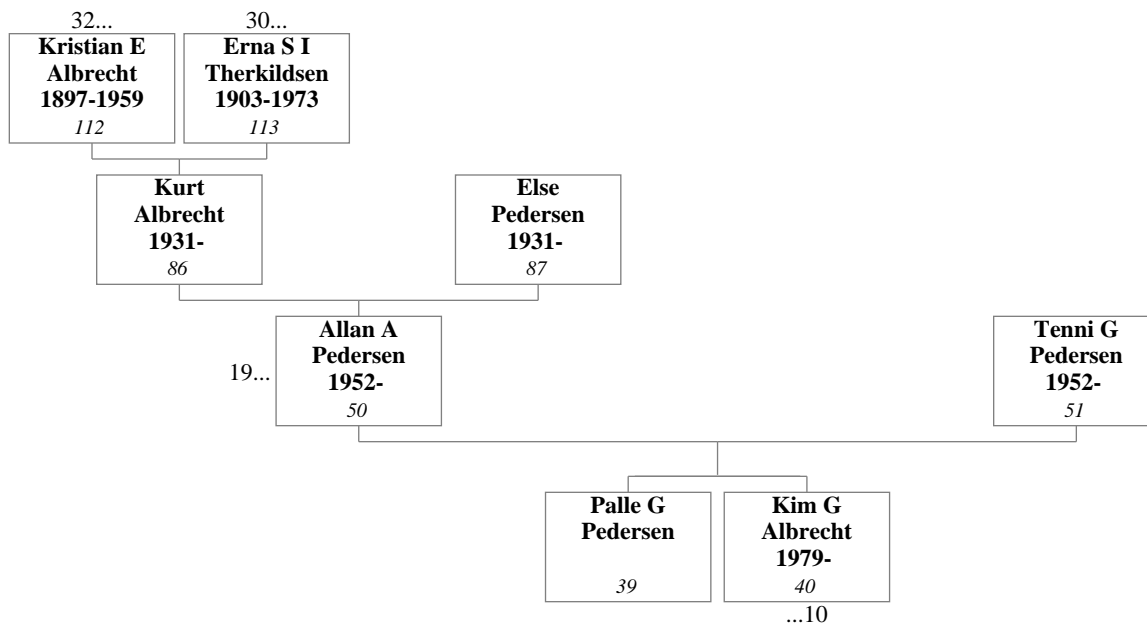 32...
30...
Kristian E
Albrecht
1897-1959
112
Erna S I
Therkildsen
1903-1973
113
Kurt
Albrecht
1931-
86
Else
Pedersen
1931-
87
19...
Allan A
Pedersen
1952-
50
Tenni G
Pedersen
1952-
51
Palle G
Pedersen
39
Kim G
Albrecht
1979-
40
...10